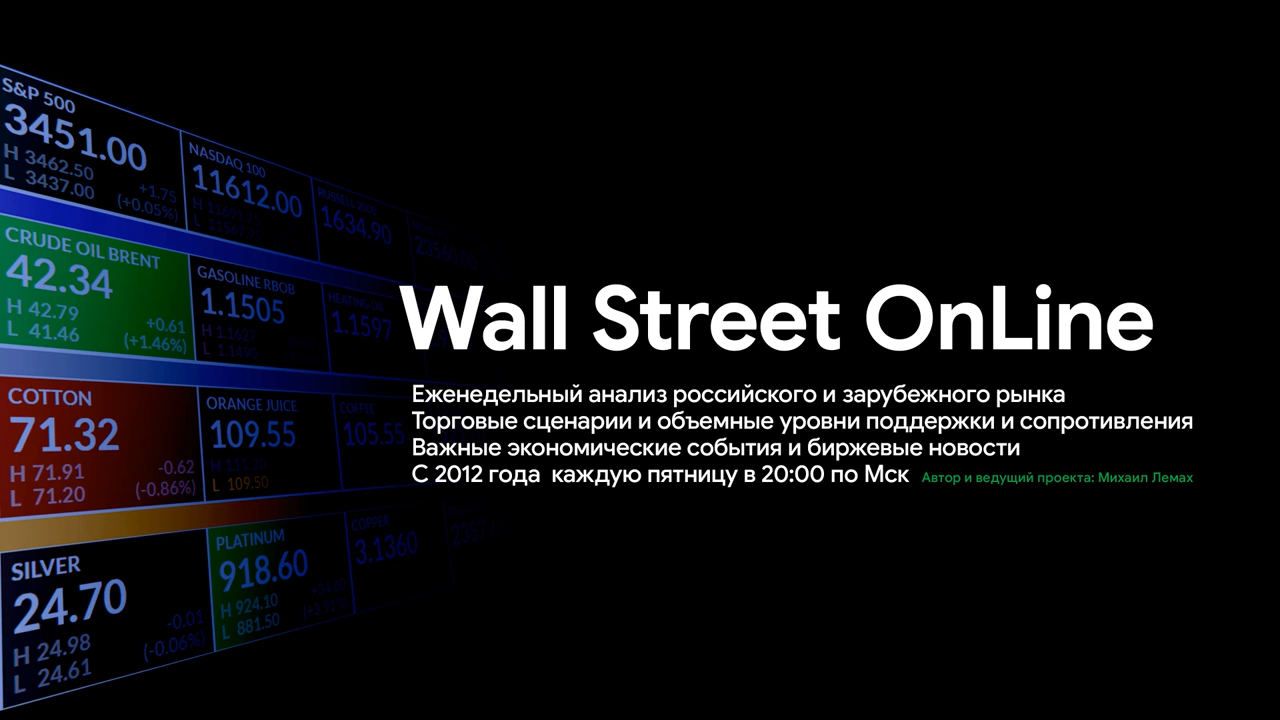 S&P 500
3451.00
H 3462.50
L 3437.00
+1.75
(+0.05%)
NASDAQ 100
11612.00
1634.90
CRUDE OIL BRENT
42.34
H 42.79
L 41.46
+0.61
(+1.46%)
GASOLINE RBOB
1.1505
HEATING OIL
1.1597
COTTON
71.32
H 71.91
L 71.20
-0.62
(-0.86%)
ORANGE JUICE
109.55
L 109.50
COFFEE
105.55
SILVER
24.70
H 24.98
L 24.61
-0.01
(-0.06%)
PLATINUM
918.60
H 924.10
L 881.50
COPPER
3.1360
Wall Street OnLine
Еженедельный анализ российского и зарубежного рынка
Торговые сценарии и объемные уровни поддержки и сопротивления
Важные экономические события и биржевые новости
С 2012 года каждую пятницу в 20:00 по Мск
Автор и ведущий проекта: Михаил Лемах